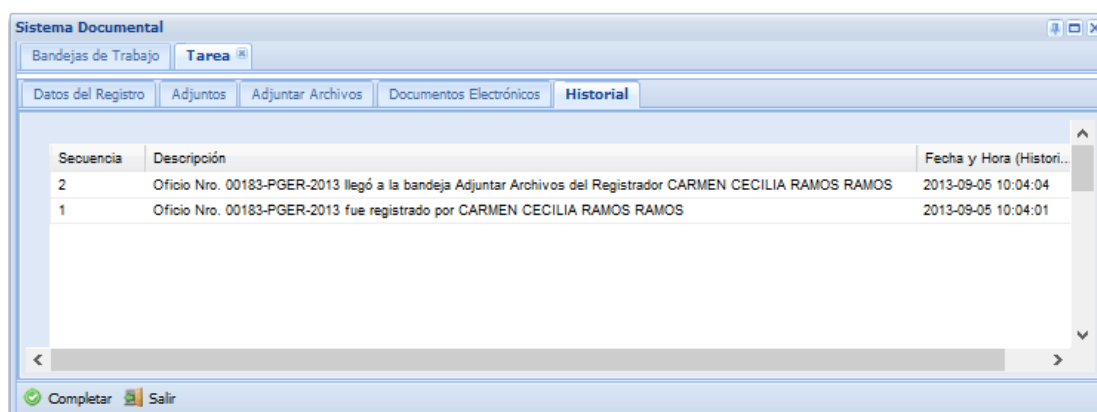 Sistema Documental
Bandejas de Trabajo Tarea
Datos del Registro Adjuntos Adjuntar Archivos Documentos Electrónicos Historial
Secuencia Descripción Fecha y Hora (Histori...
2 Oficio Nro. 00183-PGER-2013 llegó a la bandeja Adjuntar Archivos del Registrador CARMEN CECILIA RAMOS RAMOS 2013-09-05 10:04:04
1 Oficio Nro. 00183-PGER-2013 fue registrado por CARMEN CECILIA RAMOS RAMOS 2013-09-05 10:04:01
Completar Salir